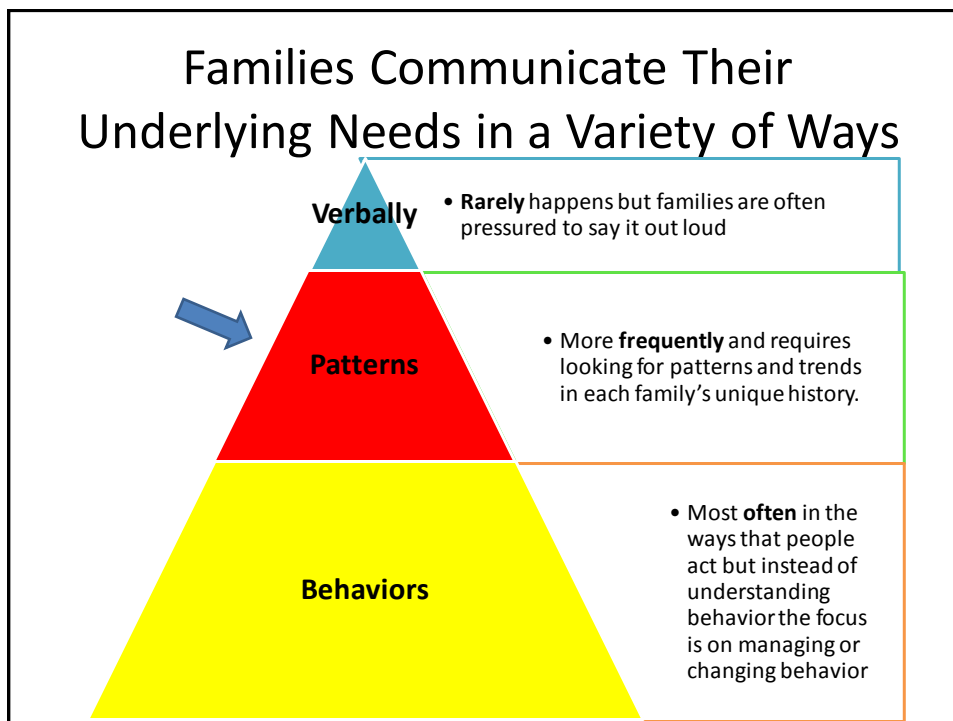 Families Communicate Their
Underlying Needs in a Variety of Ways
Verbally
• Rarely happens but families are often
pressured to say it out loud
Patterns
• More frequently and requires
looking for patterns and trends
in each family’s unique history.
Behaviors
• Most often in the
ways that people
act but instead of
understanding
behavior the focus
is on managing or
changing behavior